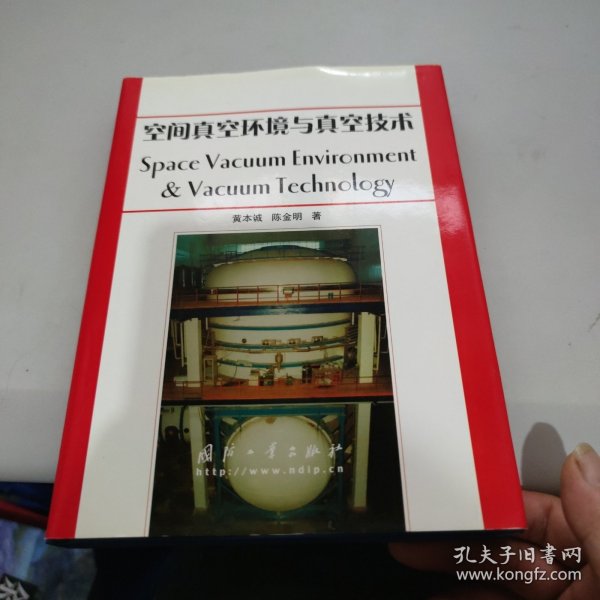 空间真空环境与真空技术
Space Vacuum Environment
& Vacuum Technology
黄本诚 陈金明 著
国防工业出版社
http://www.ndip.cn
孔夫子旧书网
www.kongfz.com